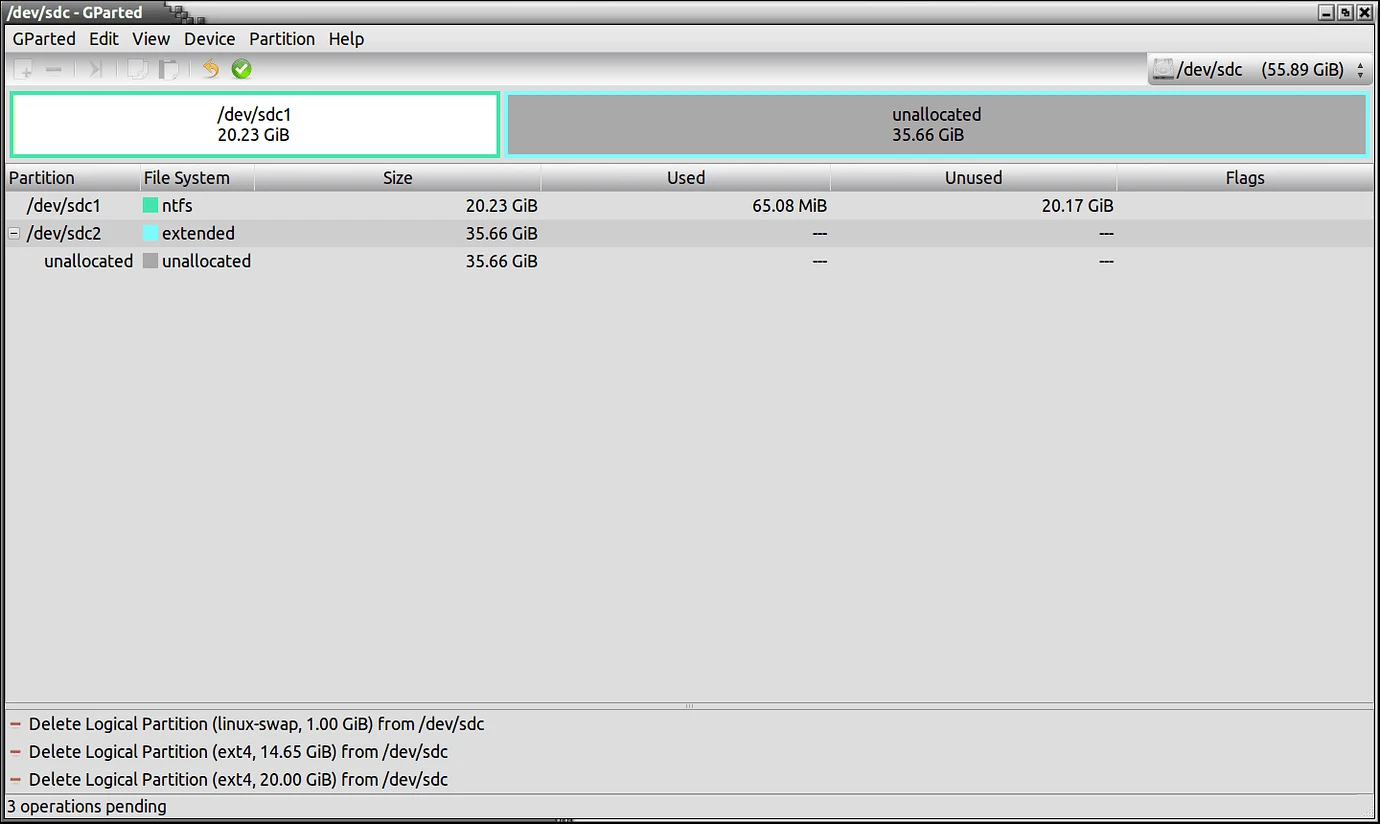 /dev/sdc - GParted
GParted Edit View Device Partition Help
/dev/sdc (55.89 GiB)
/dev/sdc1
20.23 GiB
unallocated
35.66 GiB
Partition File System Size Used Unused Flags
/dev/sdc1 ntfs 20.23 GiB 65.08 MiB 20.17 GiB
/dev/sdc2 extended 35.66 GiB --- ---
unallocated unallocated 35.66 GiB --- ---
Delete Logical Partition (linux-swap, 1.00 GiB) from /dev/sdc
Delete Logical Partition (ext4, 14.65 GiB) from /dev/sdc
Delete Logical Partition (ext4, 20.00 GiB) from /dev/sdc
3 operations pending